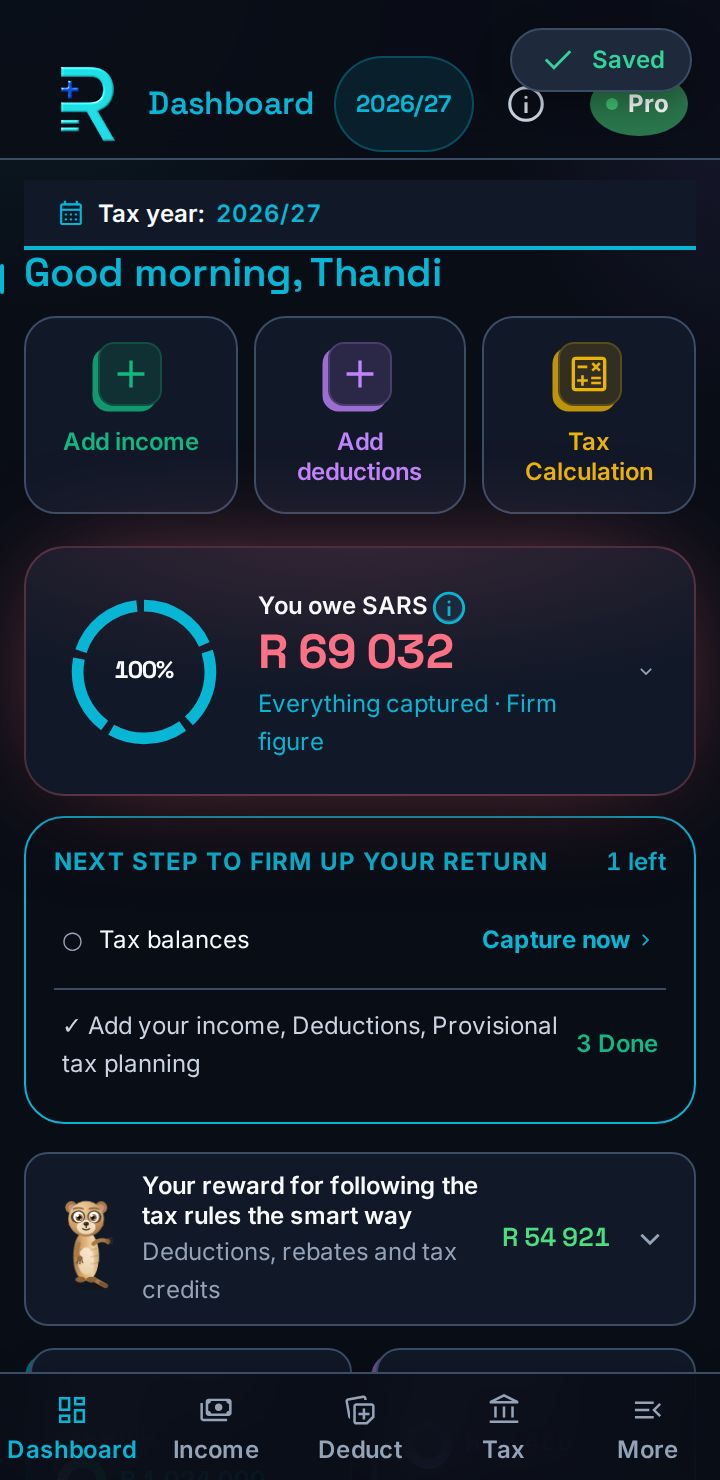 Saved
Dashboard
2026/27
Pro
Tax year: 2026/27
Good morning, Thandi
Add income
Add
deductions
Tax
Calculation
100%
You owe SARS
R 69 032
Everything captured · Firm
figure
NEXT STEP TO FIRM UP YOUR RETURN
1 left
Tax balances
Capture now
✓ Add your income, Deductions, Provisional
tax planning
3 Done
Your reward for following the
tax rules the smart way
Deductions, rebates and tax
credits
R 54 921
Dashboard
Income
Deduct
Tax
More